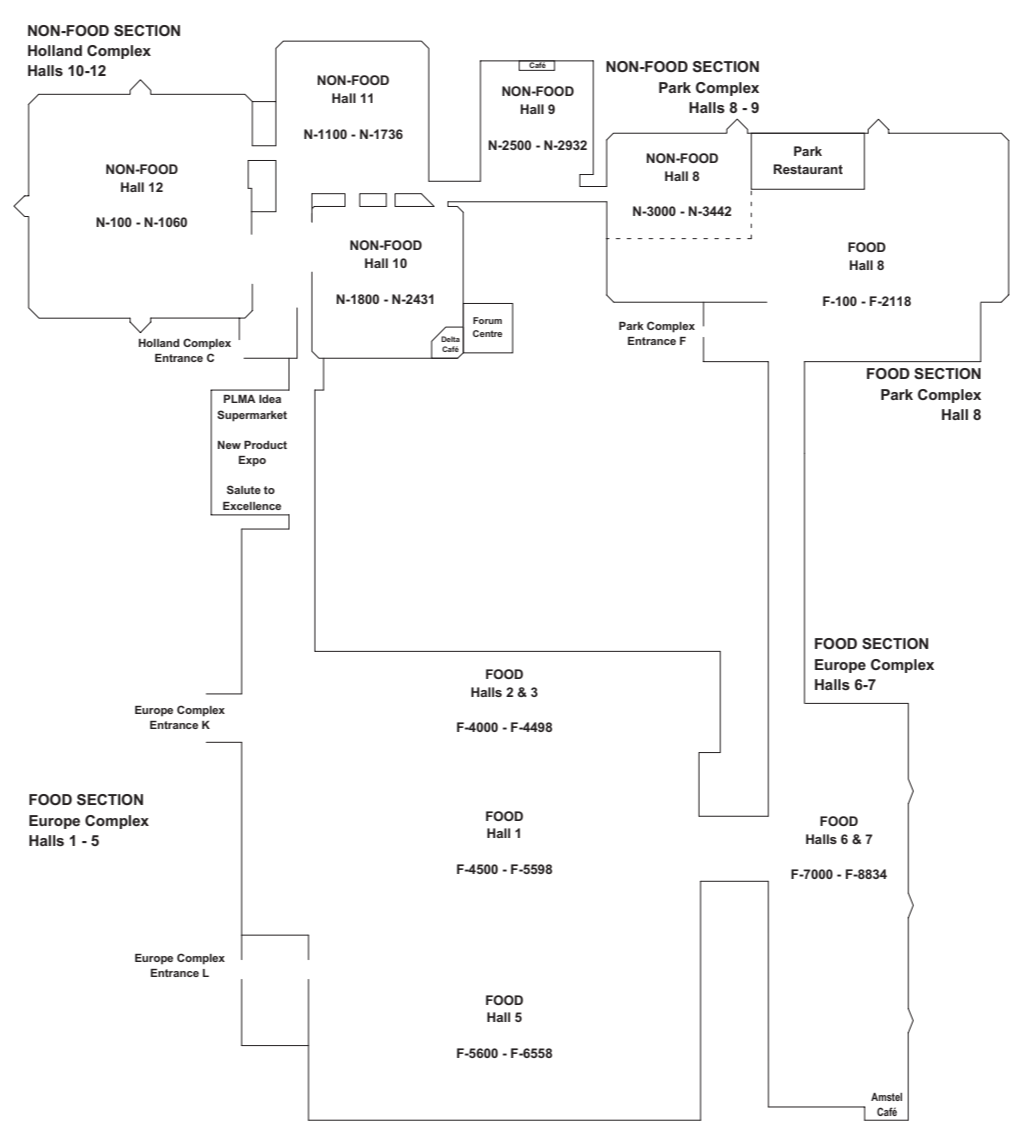 NON-FOOD SECTION
Holland Complex
Halls 10-12
NON-FOOD
Hall 11
N-1100 - N-1736
Café
NON-FOOD
Hall 9
N-2500 - N-2932
NON-FOOD SECTION
Park Complex
Halls 8 - 9
NON-FOOD
Hall 12
N-100 - N-1060
NON-FOOD
Hall 8
N-3000 - N-3442
Park
Restaurant
NON-FOOD
Hall 10
N-1800 - N-2431
FOOD
Hall 8
F-100 - F-2118
Holland Complex
Entrance C
Delta
Café
Forum
Centre
Park Complex
Entrance F
FOOD SECTION
Park Complex
Hall 8
PLMA Idea
Supermarket
New Product
Expo
Salute to
Excellence
FOOD SECTION
Europe Complex
Halls 6-7
FOOD
Halls 2 & 3
F-4000 - F-4498
Europe Complex
Entrance K
FOOD SECTION
Europe Complex
Halls 1 - 5
FOOD
Hall 1
F-4500 - F-5598
FOOD
Halls 6 & 7
F-7000 - F-8834
Europe Complex
Entrance L
FOOD
Hall 5
F-5600 - F-6558
Amstel
Café